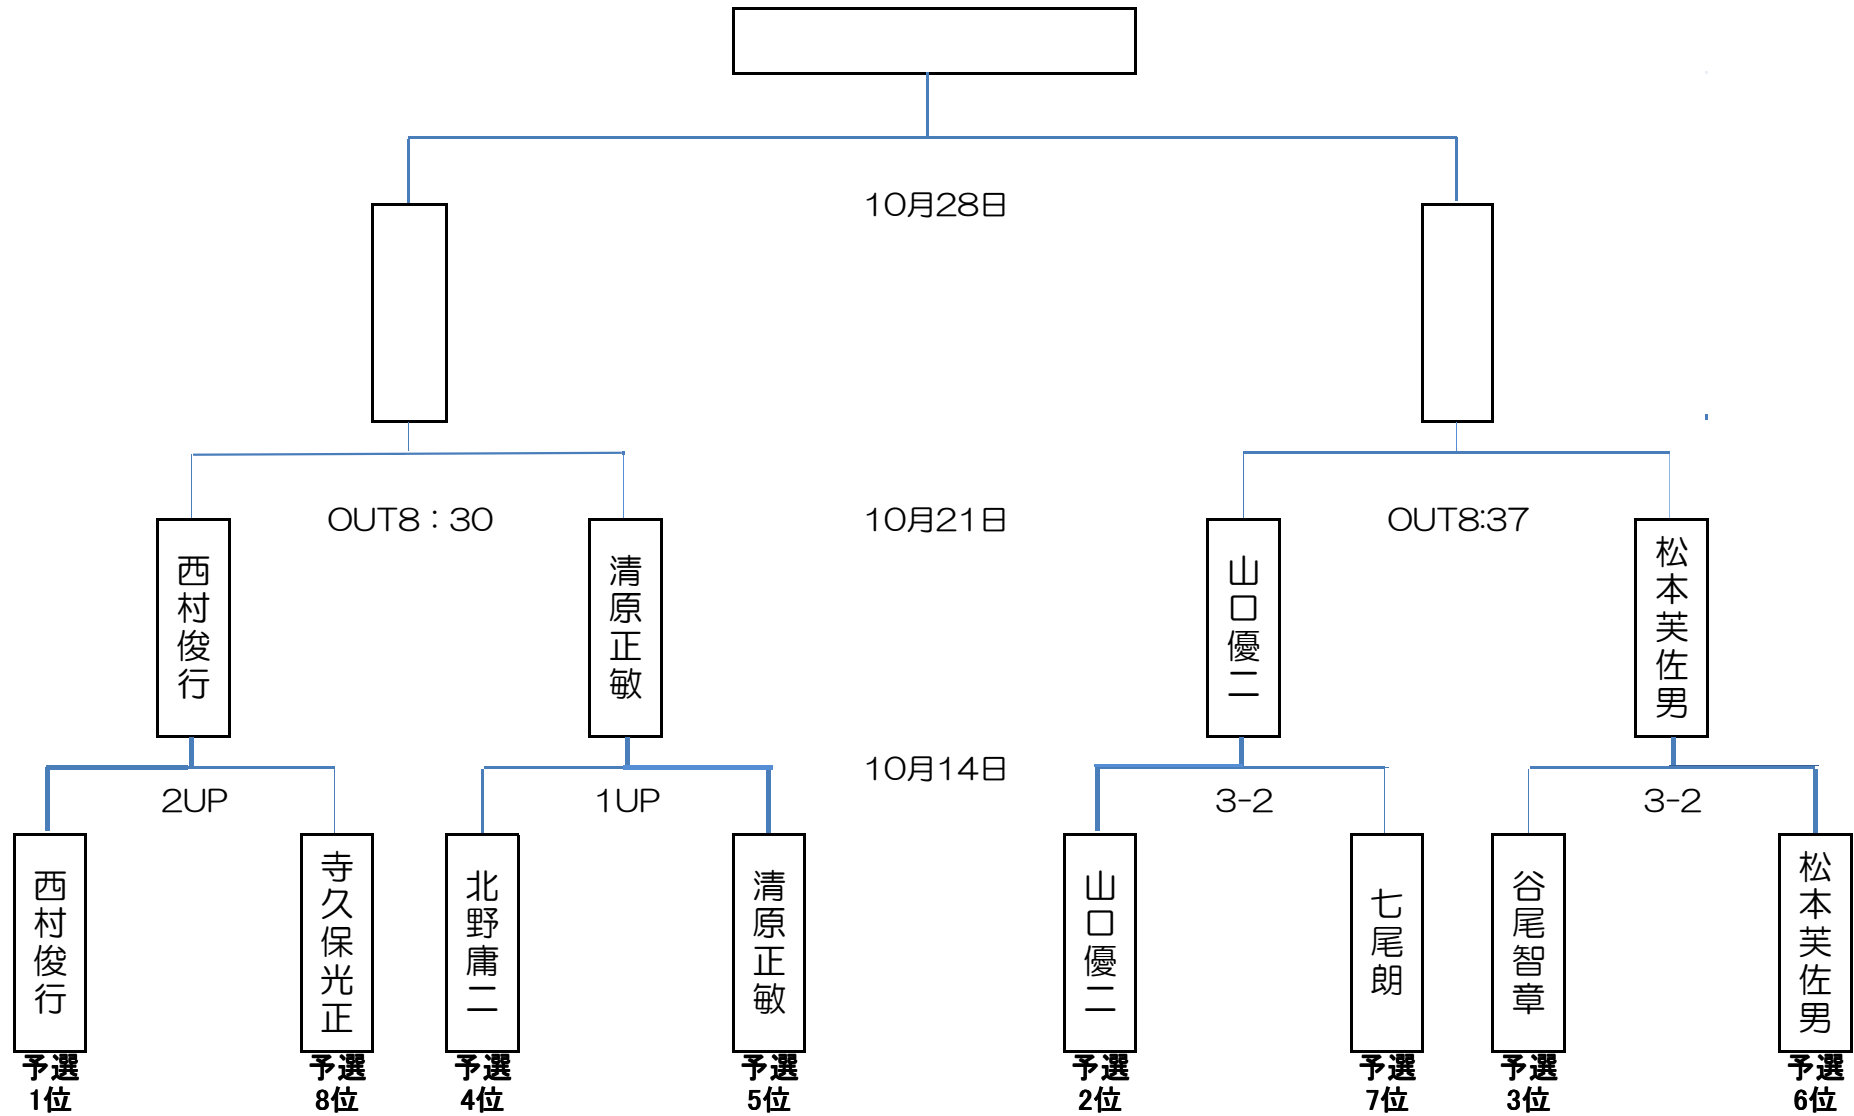 10月28日
OUT8：30
10月21日
OUT8:37
西村俊行
清原正敏
山口優二
松本芙佐男
10月14日
2UP
1UP
3-2
3-2
西村俊行
寺久保光正
北野庸二
清原正敏
山口優二
七尾朗
谷尾智章
松本芙佐男
予選
1位
予選
8位
予選
4位
予選
5位
予選
2位
予選
7位
予選
3位
予選
6位